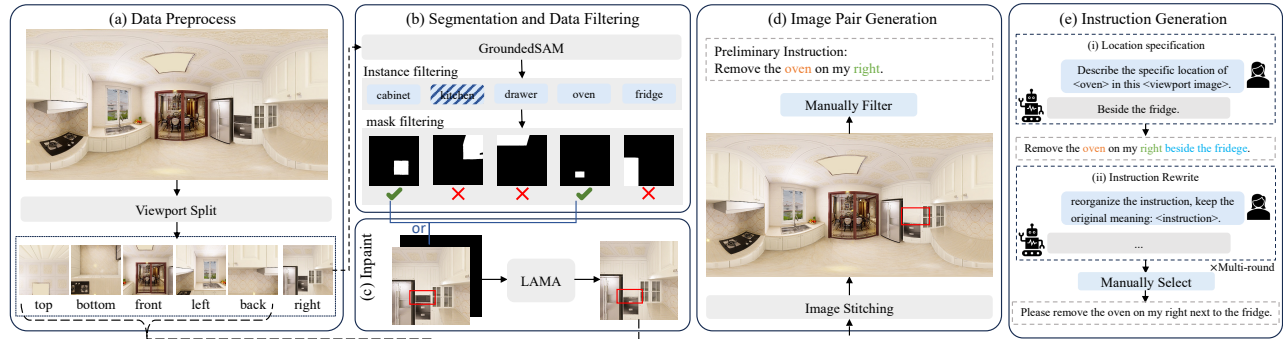 (a) Data Preprocess
Viewport Split
top bottom front left back right
(b) Segmentation and Data Filtering
GroundedSAM
Instance filtering
cabinet kitchen drawer oven fridge
mask filtering
or
(c) Inpaint
LAMA
(d) Image Pair Generation
Preliminary Instruction:
Remove the oven on my right.
Manually Filter
Image Stitching
(e) Instruction Generation
(i) Location specification
Describe the specific location of
<oven> in this <viewport image>.
Beside the fridge.
Remove the oven on my right beside the fridege.
(ii) Instruction Rewrite
reorganize the instruction, keep the
original meaning: <instruction>.
...
×Multi-round
Manually Select
Please remove the oven on my right next to the fridge.